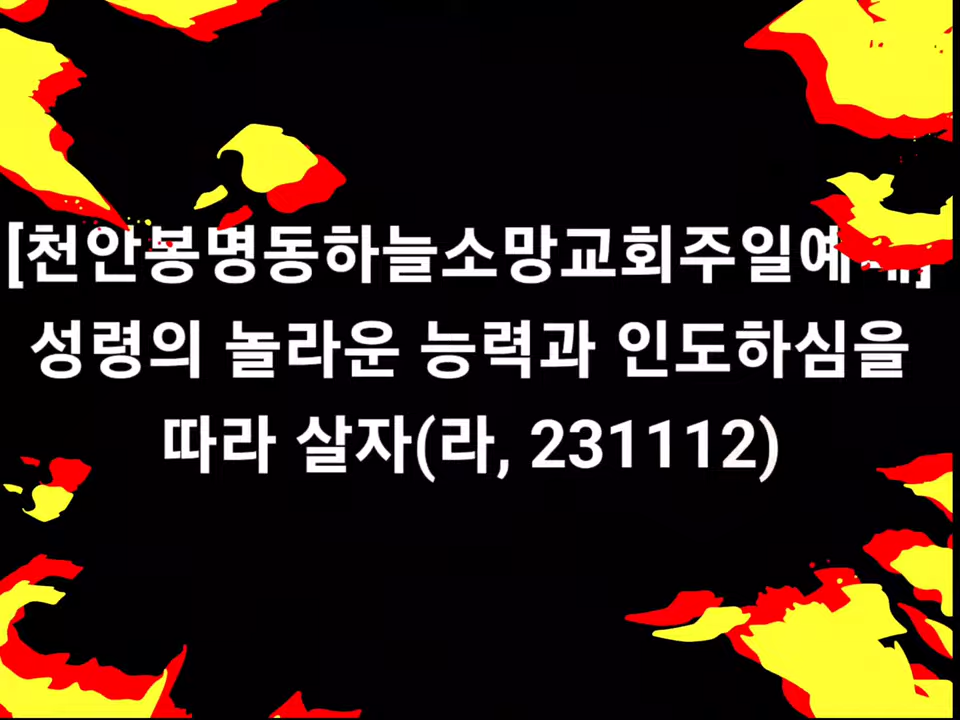 [천안봉명동하늘소망교회주일예배]
성령의 놀라운 능력과 인도하심을
따라 살자(라, 231112)